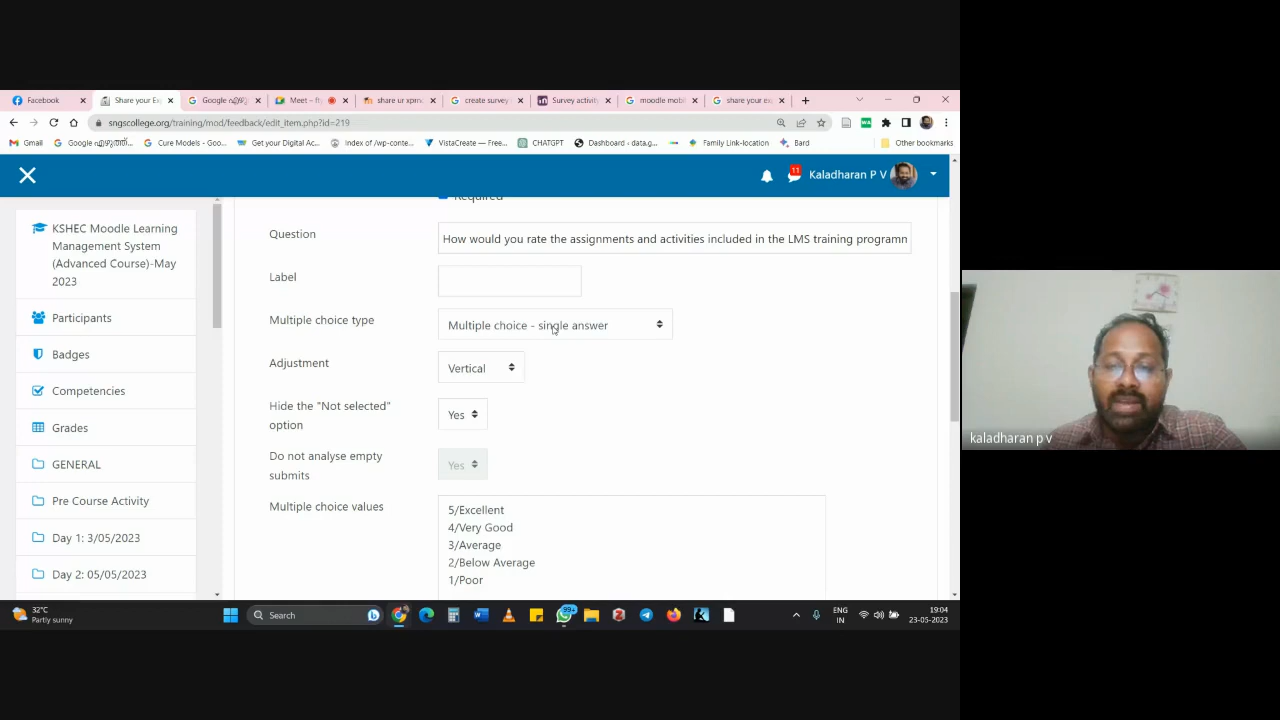 Facebook
Share your Ex
Google എഴു
Meet – ft
share ur xprnc
create survey
Survey activity
moodle mobi
share your ex
sngscollege.org/training/mod/feedback/edit_item.php?id=219
Gmail
Google എഴുത്ത്...
Cure Models - Goo...
Get your Digital Ac...
Index of /wp-conte...
VistaCreate — Free...
CHATGPT
Dashboard : data.g...
Family Link-location
Bard
Other bookmarks
11
Kaladharan P V
KSHEC Moodle Learning
Management System
(Advanced Course)-May
2023
Participants
Badges
Competencies
Grades
GENERAL
Pre Course Activity
Day 1: 3/05/2023
Day 2: 05/05/2023
Required
Question
How would you rate the assignments and activities included in the LMS training programn
Label
Multiple choice type
Multiple choice - single answer
Adjustment
Vertical
Hide the "Not selected"
option
Yes
Do not analyse empty
submits
Yes
Multiple choice values
5/Excellent
4/Very Good
3/Average
2/Below Average
1/Poor
kaladharan p v
32°C
Partly sunny
Search
99+
ENG
IN
19:04
23-05-2023